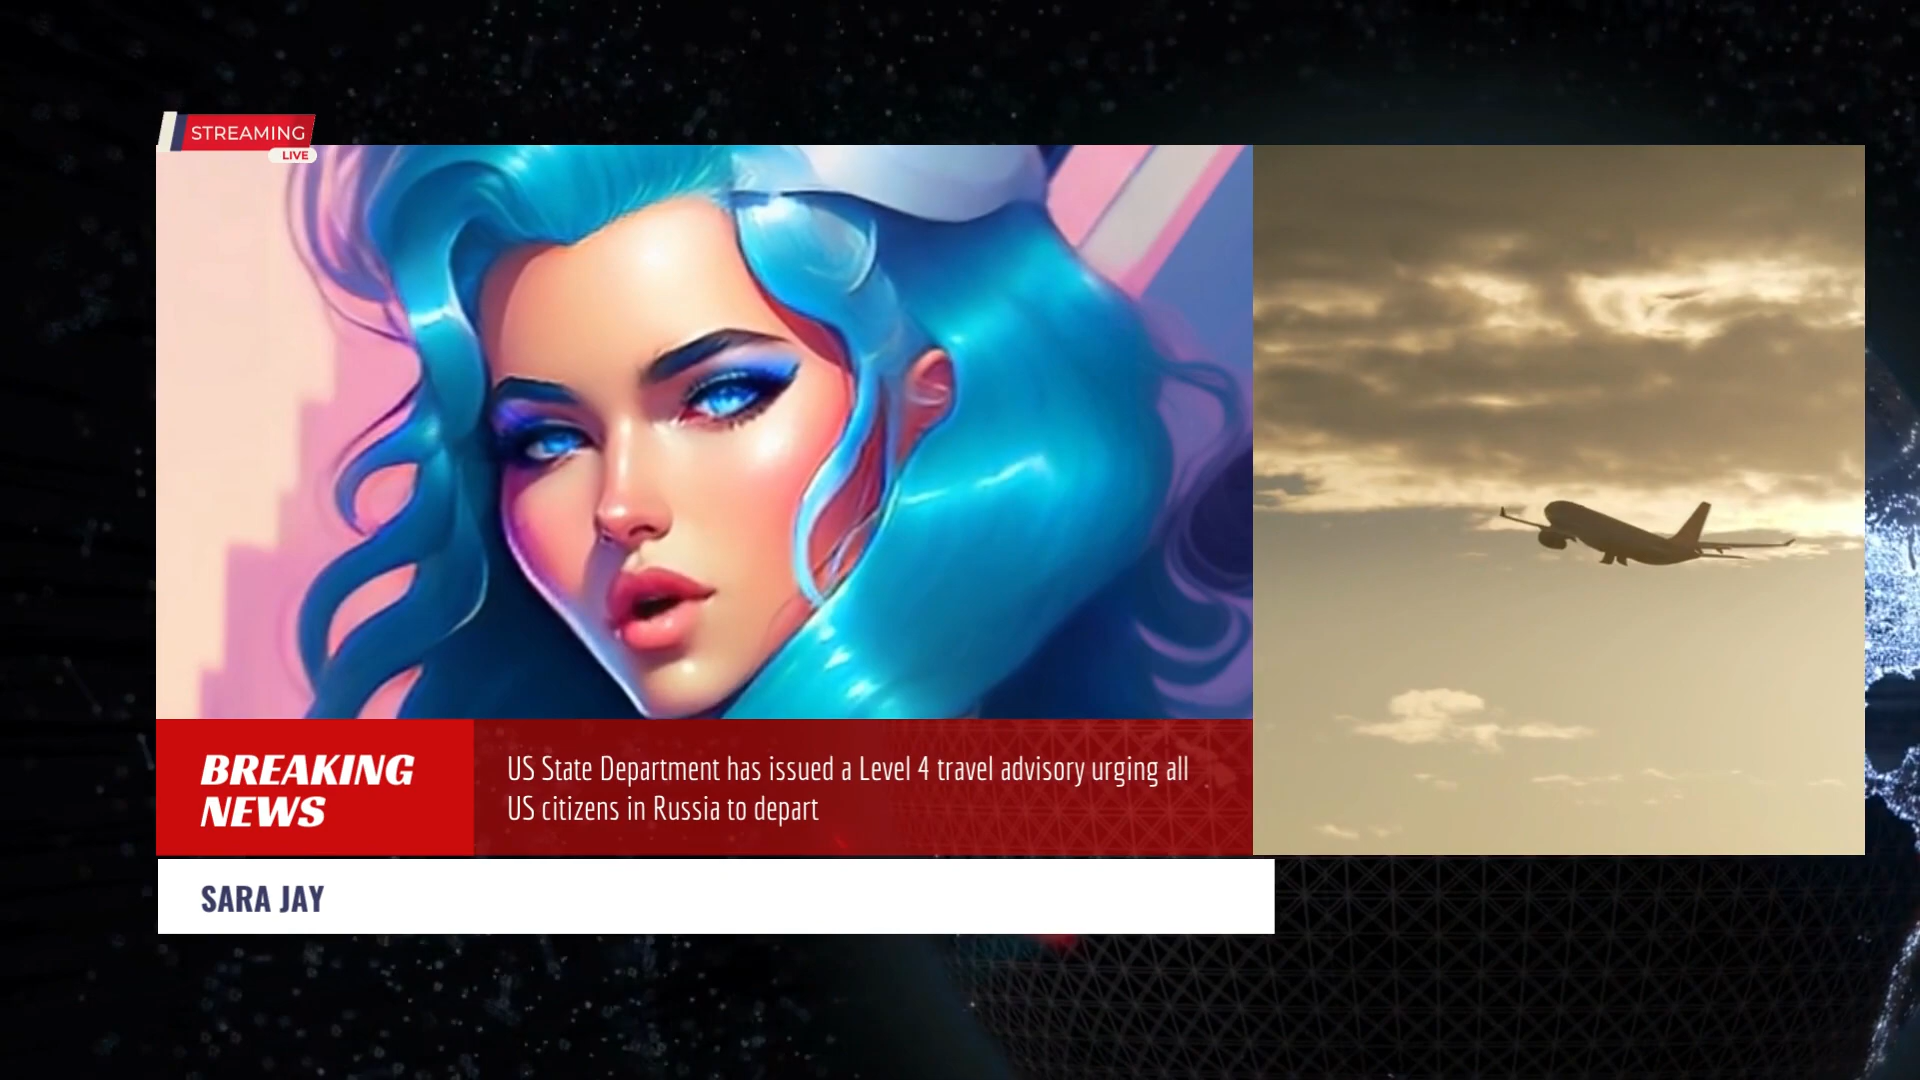 STREAMING
LIVE
BREAKING
NEWS
US State Department has issued a Level 4 travel advisory urging all
US citizens in Russia to depart
SARA JAY